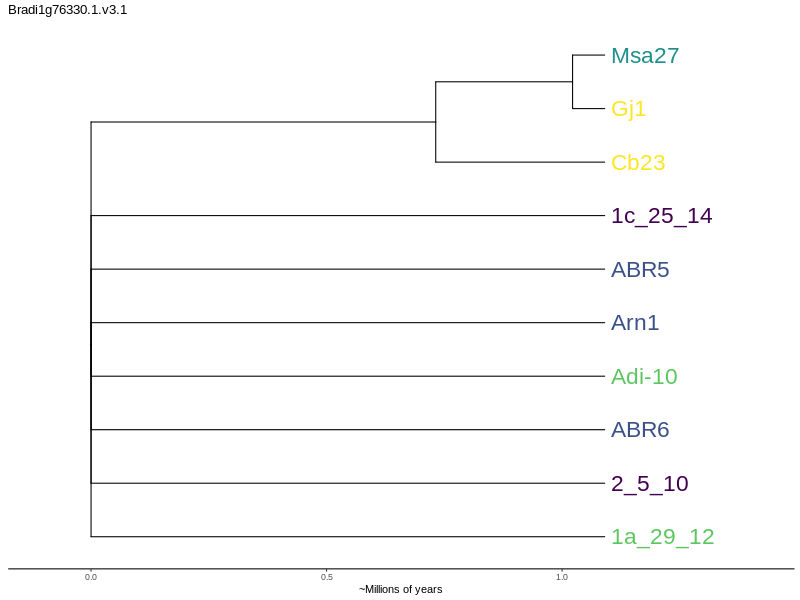 Bradi1g76330.1.v3.1
Msa27
Gj1
Cb23
1c_25_14
ABR5
Arn1
Adi-10
ABR6
2_5_10
1a_29_12
0.0 0.5 1.0
~Millions of years